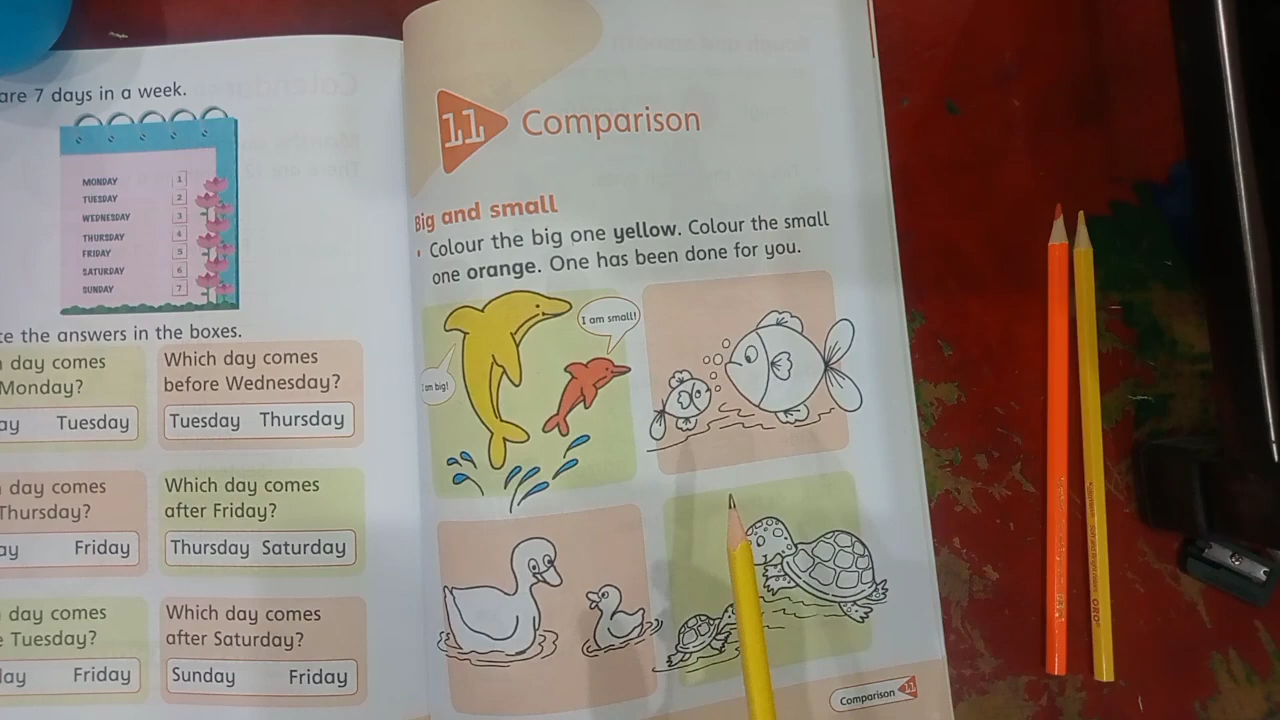 are 7 days in a week.
MONDAY 1
TUESDAY 2
WEDNESDAY 3
THURSDAY 4
FRIDAY 5
SATURDAY 6
SUNDAY 7
the answers in the boxes.
day comes
Monday?
Tuesday
Which day comes
before Wednesday?
Tuesday Thursday
day comes
Thursday?
Friday
Which day comes
after Friday?
Thursday Saturday
day comes
Tuesday?
Friday
Which day comes
after Saturday?
Sunday Friday
11 Comparison
Big and small
Colour the big one yellow. Colour the small
one orange. One has been done for you.
I am big!
I am small!
Comparison 11